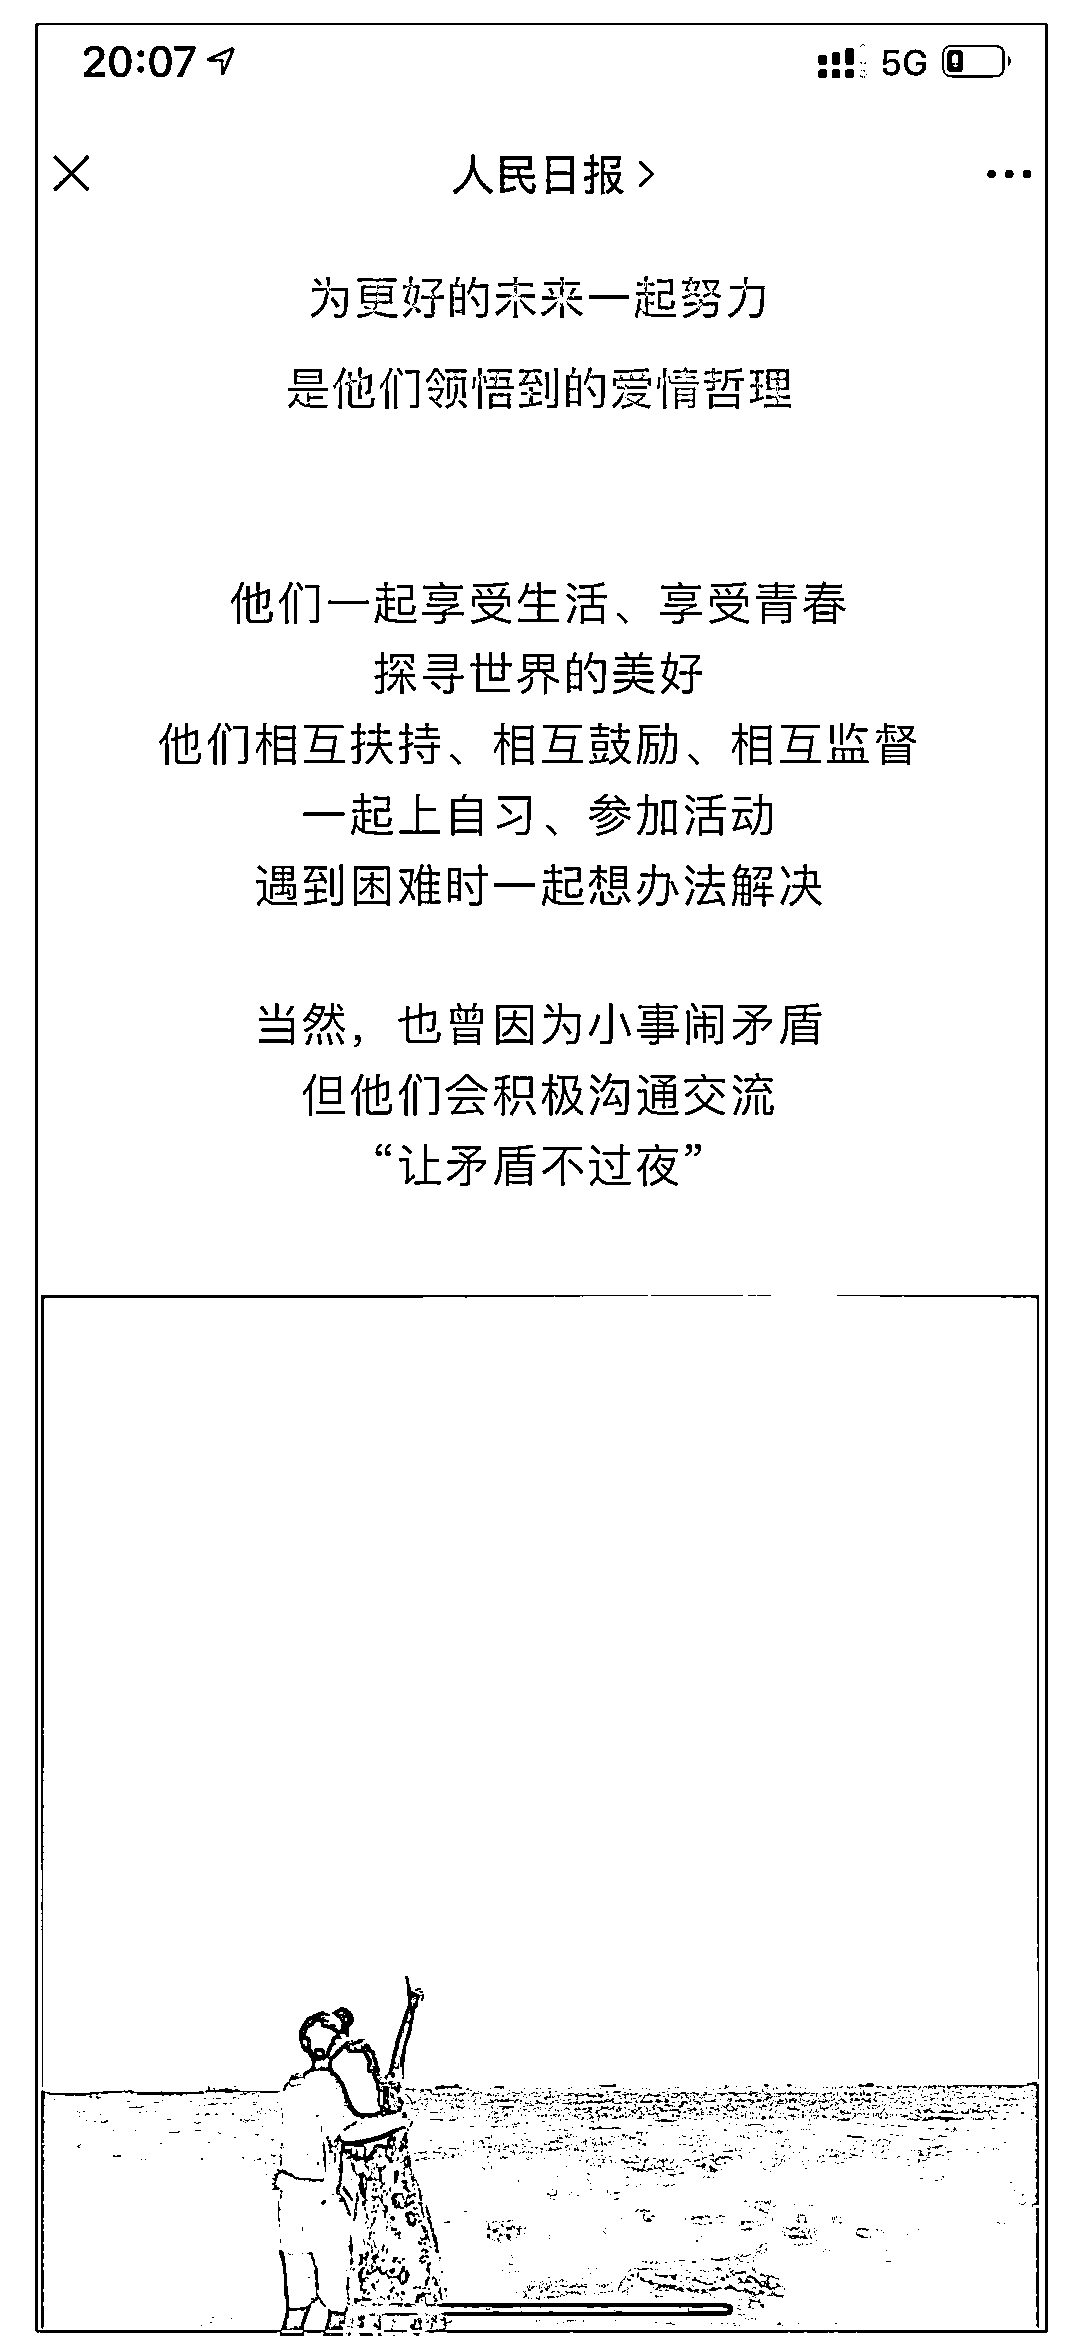 20:07 5G
人民日报
为更好的未来一起努力
是他们领悟到的爱情哲理
他们一起享受生活、享受青春
探寻世界的美好
他们相互扶持、相互鼓励、相互监督
一起上自习、参加活动
遇到困难时一起想办法解决
当然，也曾因为小事闹矛盾
但他们会积极沟通交流
“让矛盾不过夜”